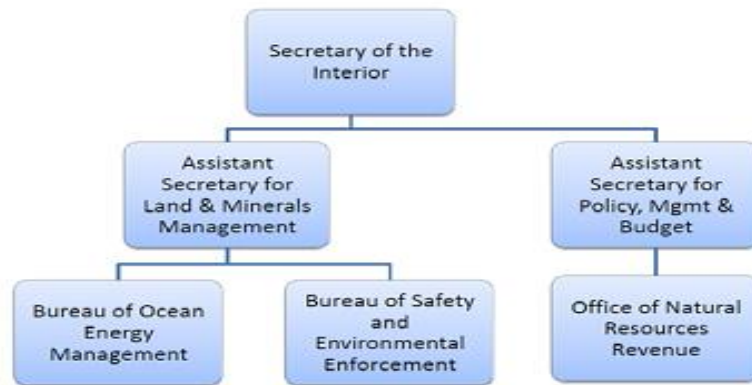 Secretary of the
Interior
Assistant
Secretary for
Land & Minerals
Management
Assistant
Secretary for
Policy, Mgmt &
Budget
Bureau of Ocean
Energy
Management
Bureau of Safety
and
Environmental
Enforcement
Office of Natural
Resources
Revenue